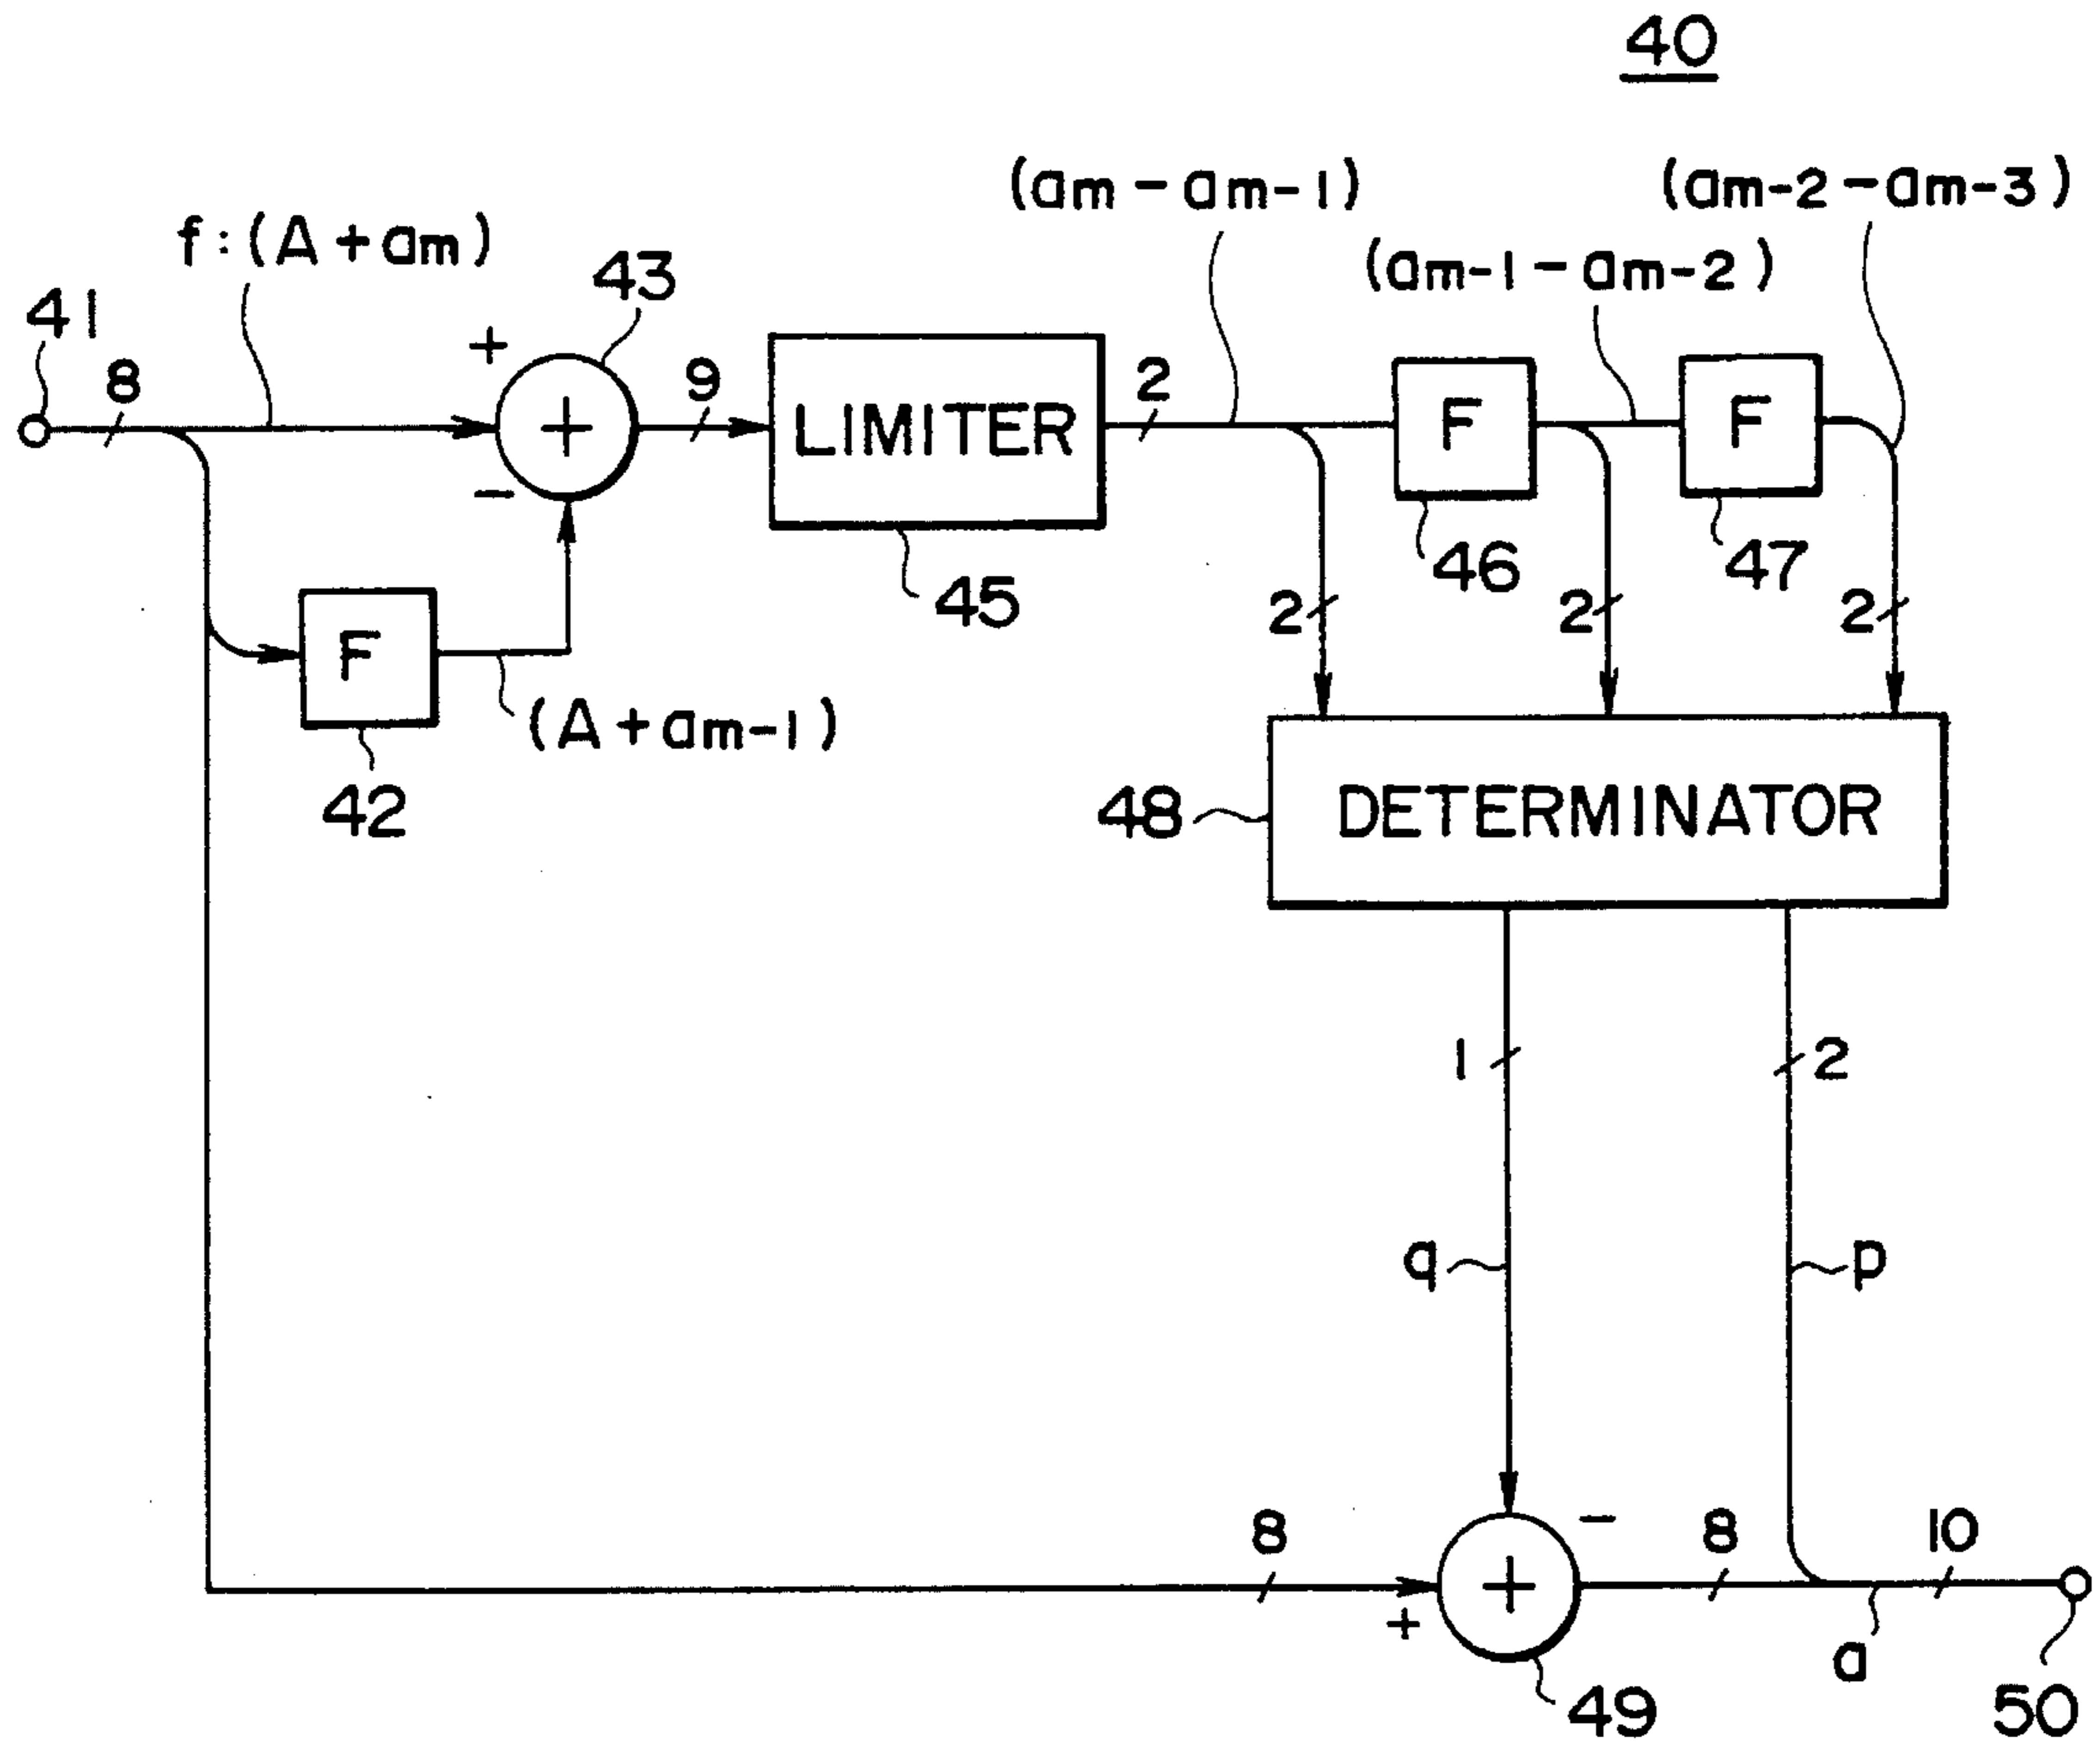 40
(am-am-1)
(am-2-am-3)
f:(A+am)
43
(am-1-am-2)
41
+
8
9
2
+
LIMITER
F
F
-
46
47
45
2
2
2
F
(A+am-1)
42
48
DETERMINATOR
1
2
q
p
8
-
8
10
+
+
a
49
50